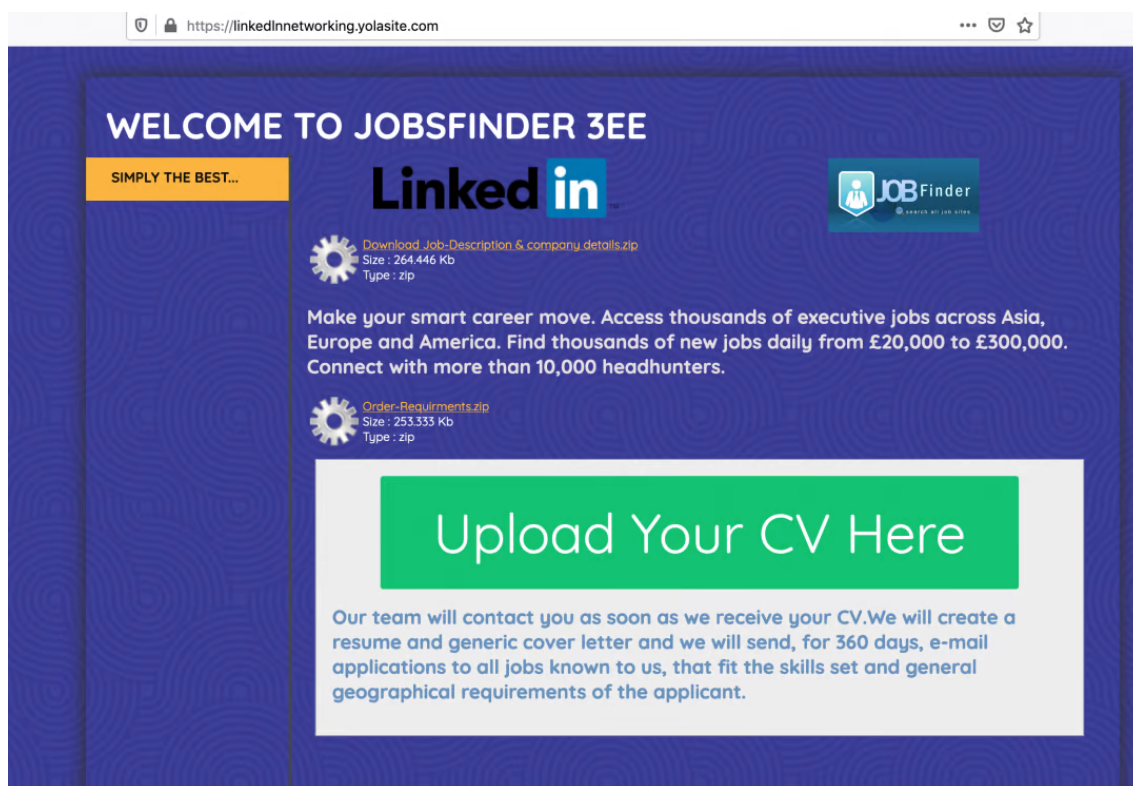 https://linkedlnnetworking.yolasite.com
WELCOME TO JOBSFINDER 3EE
SIMPLY THE BEST...
Linked in
JOB Finder
search all job sites
Download Job-Description & company details.zip
Size : 264.446 Kb
Type : zip
Make your smart career move. Access thousands of executive jobs across Asia,
Europe and America. Find thousands of new jobs daily from £20,000 to £300,000.
Connect with more than 10,000 headhunters.
Order-Requirments.zip
Size : 253.333 Kb
Type : zip
Upload Your CV Here
Our team will contact you as soon as we receive your CV.We will create a
resume and generic cover letter and we will send, for 360 days, e-mail
applications to all jobs known to us, that fit the skills set and general
geographical requirements of the applicant.